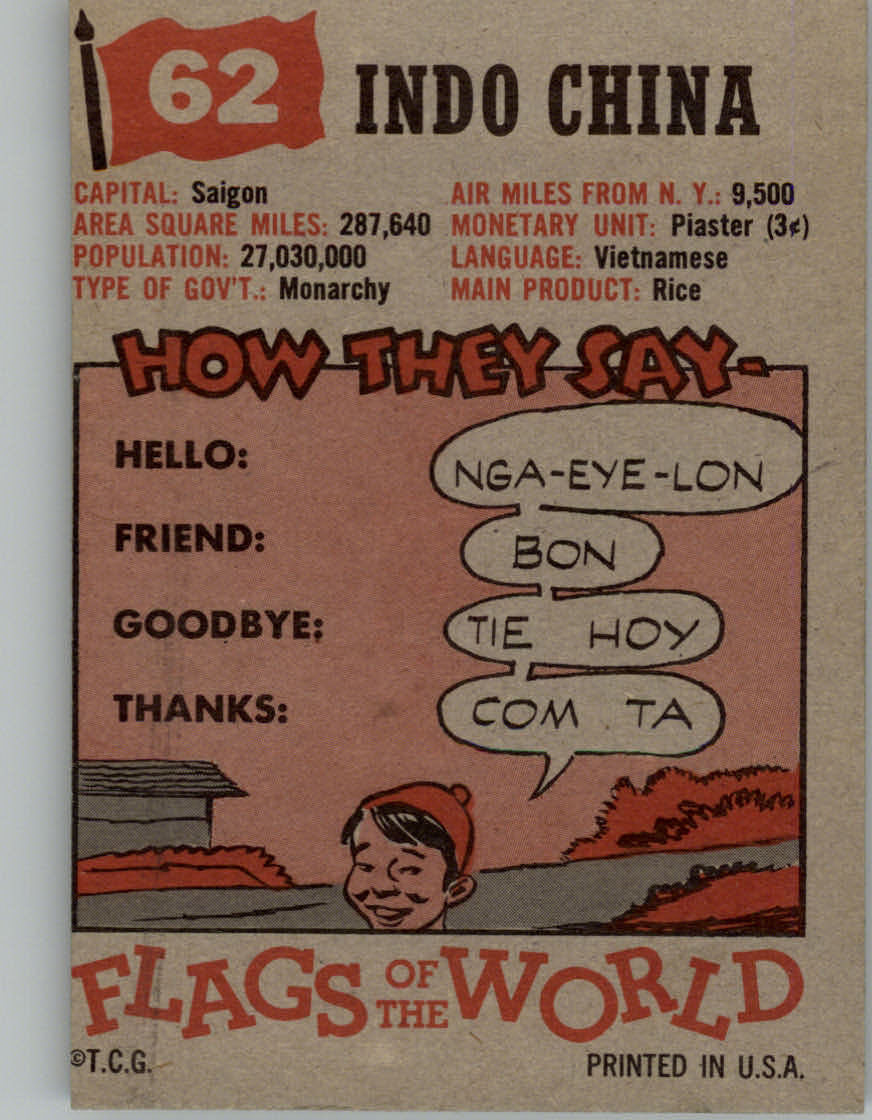 62 INDO CHINA
CAPITAL: Saigon
AREA SQUARE MILES: 287,640
POPULATION: 27,030,000
TYPE OF GOV'T.: Monarchy
AIR MILES FROM N. Y.: 9,500
MONETARY UNIT: Piaster (3¢)
LANGUAGE: Vietnamese
MAIN PRODUCT: Rice
HOW THEY SAY-
HELLO: NGA-EYE-LON
FRIEND: BON
GOODBYE: TIE HOY
THANKS: COM TA
FLAGS OF THE WORLD
©T.C.G. PRINTED IN U.S.A.